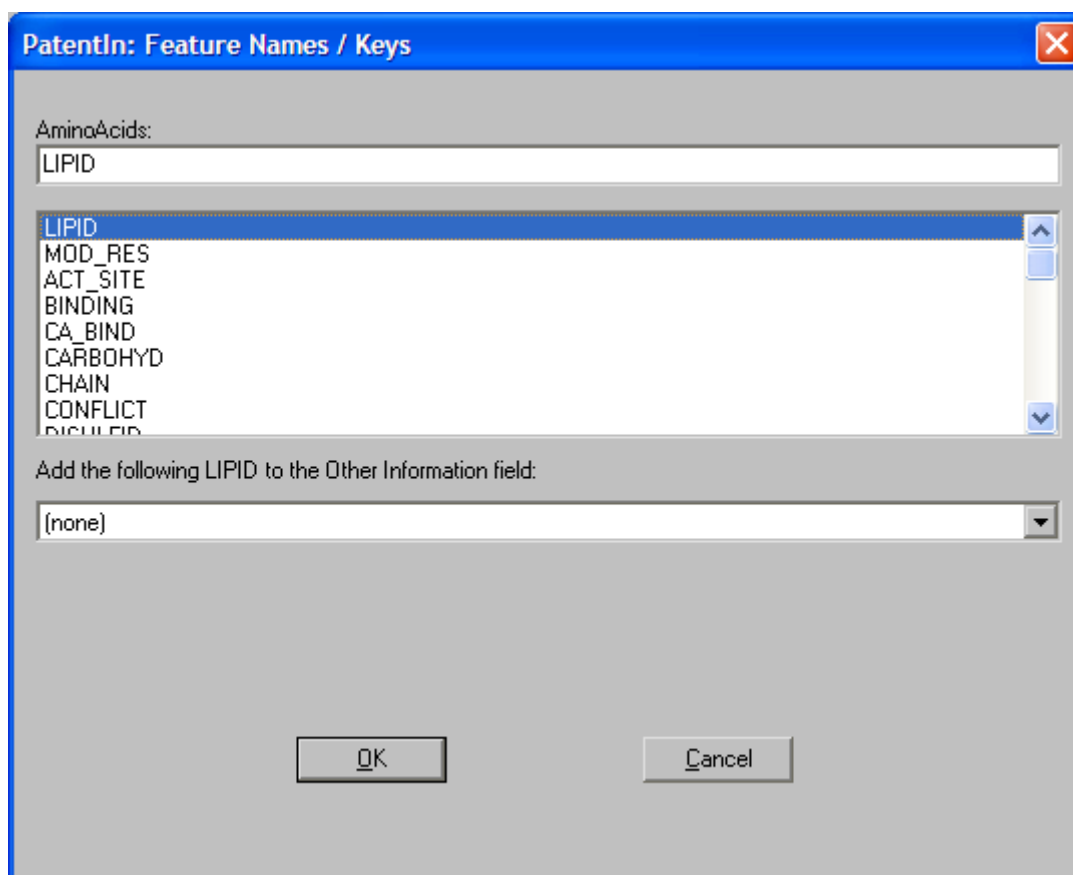 PatentIn: Feature Names / Keys
AminoAcids:
LIPID
LIPID
MOD_RES
ACT_SITE
BINDING
CA_BIND
CARBOHYD
CHAIN
CONFLICT
Add the following LIPID to the Other Information field:
(none)
OK
Cancel